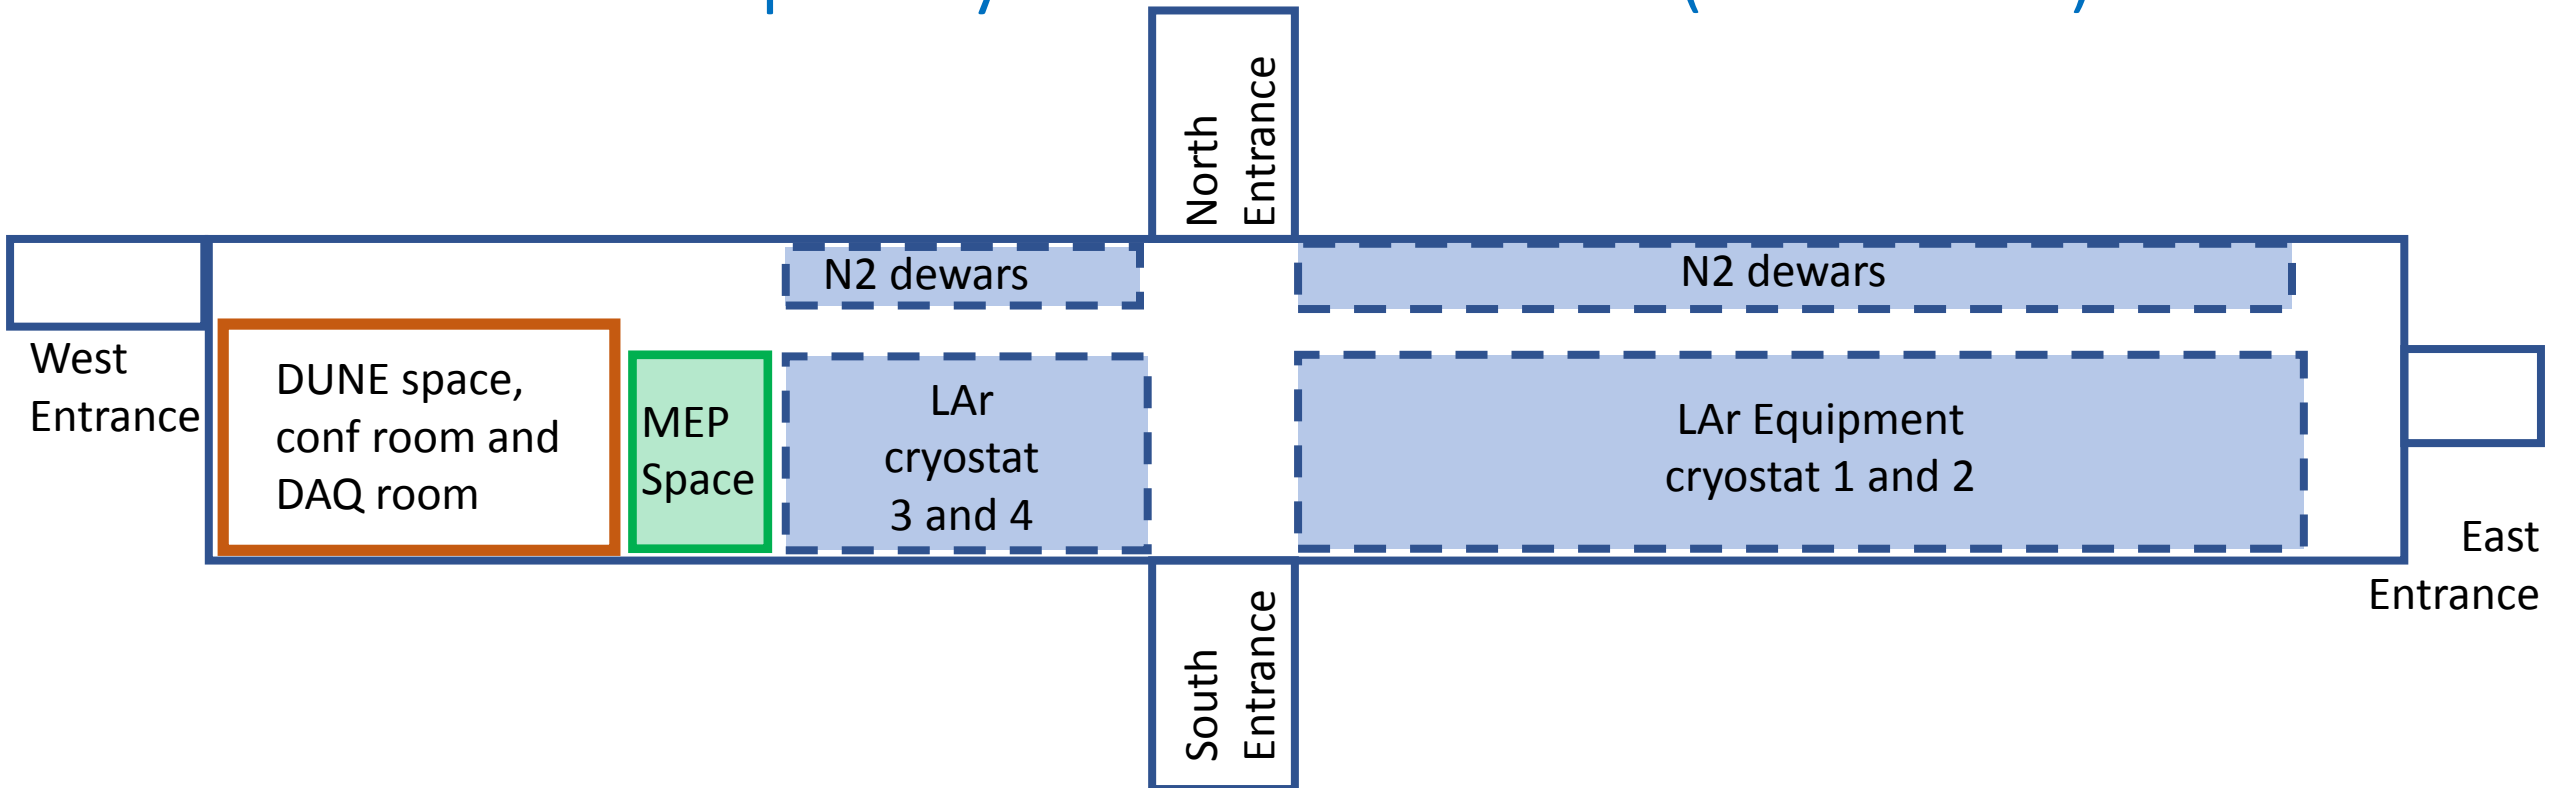 North
Entrance
N2 dewars
N2 dewars
West
Entrance
DUNE space,
conf room and
DAQ room
MEP
Space
LAr
cryostat
3 and 4
LAr Equipment
cryostat 1 and 2
East
Entrance
South
Entrance